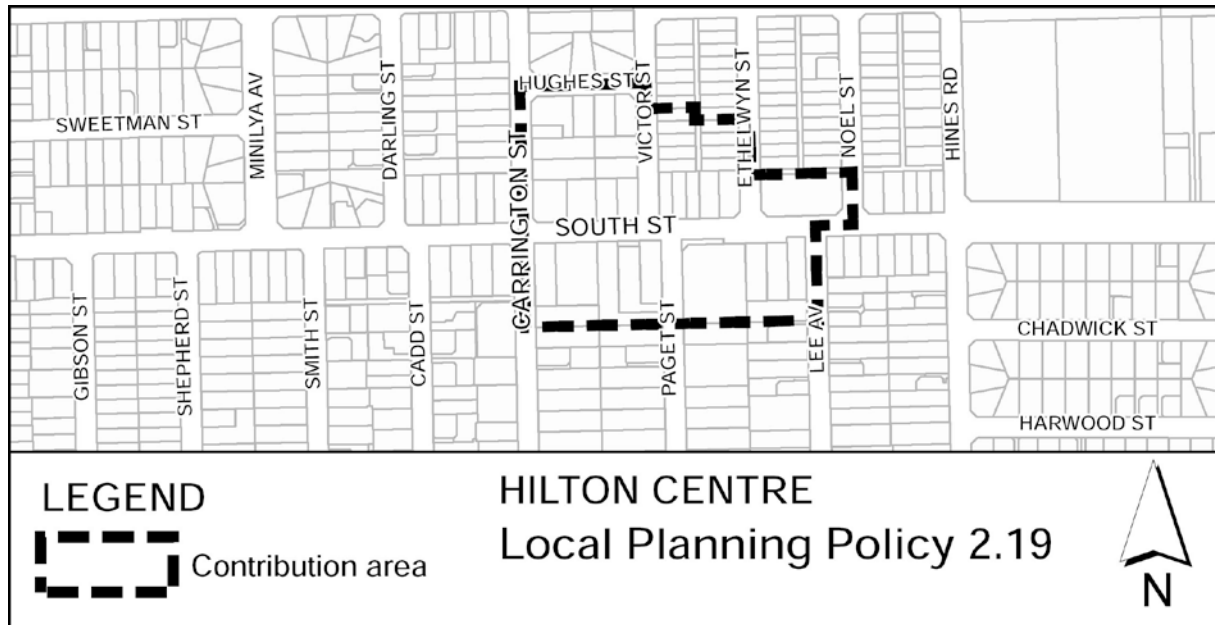 HUGHES ST
SWEETMAN ST
MINILYA AV
DARLING ST
CARRINGTON ST
VICTOR ST
ETHELWYN ST
NOEL ST
HINES RD
SOUTH ST
GIBSON ST
SHEPHERD ST
SMITH ST
CADD ST
PAGET ST
LEE AV
CHADWICK ST
HARWOOD ST
LEGEND
Contribution area
HILTON CENTRE
Local Planning Policy 2.19
N